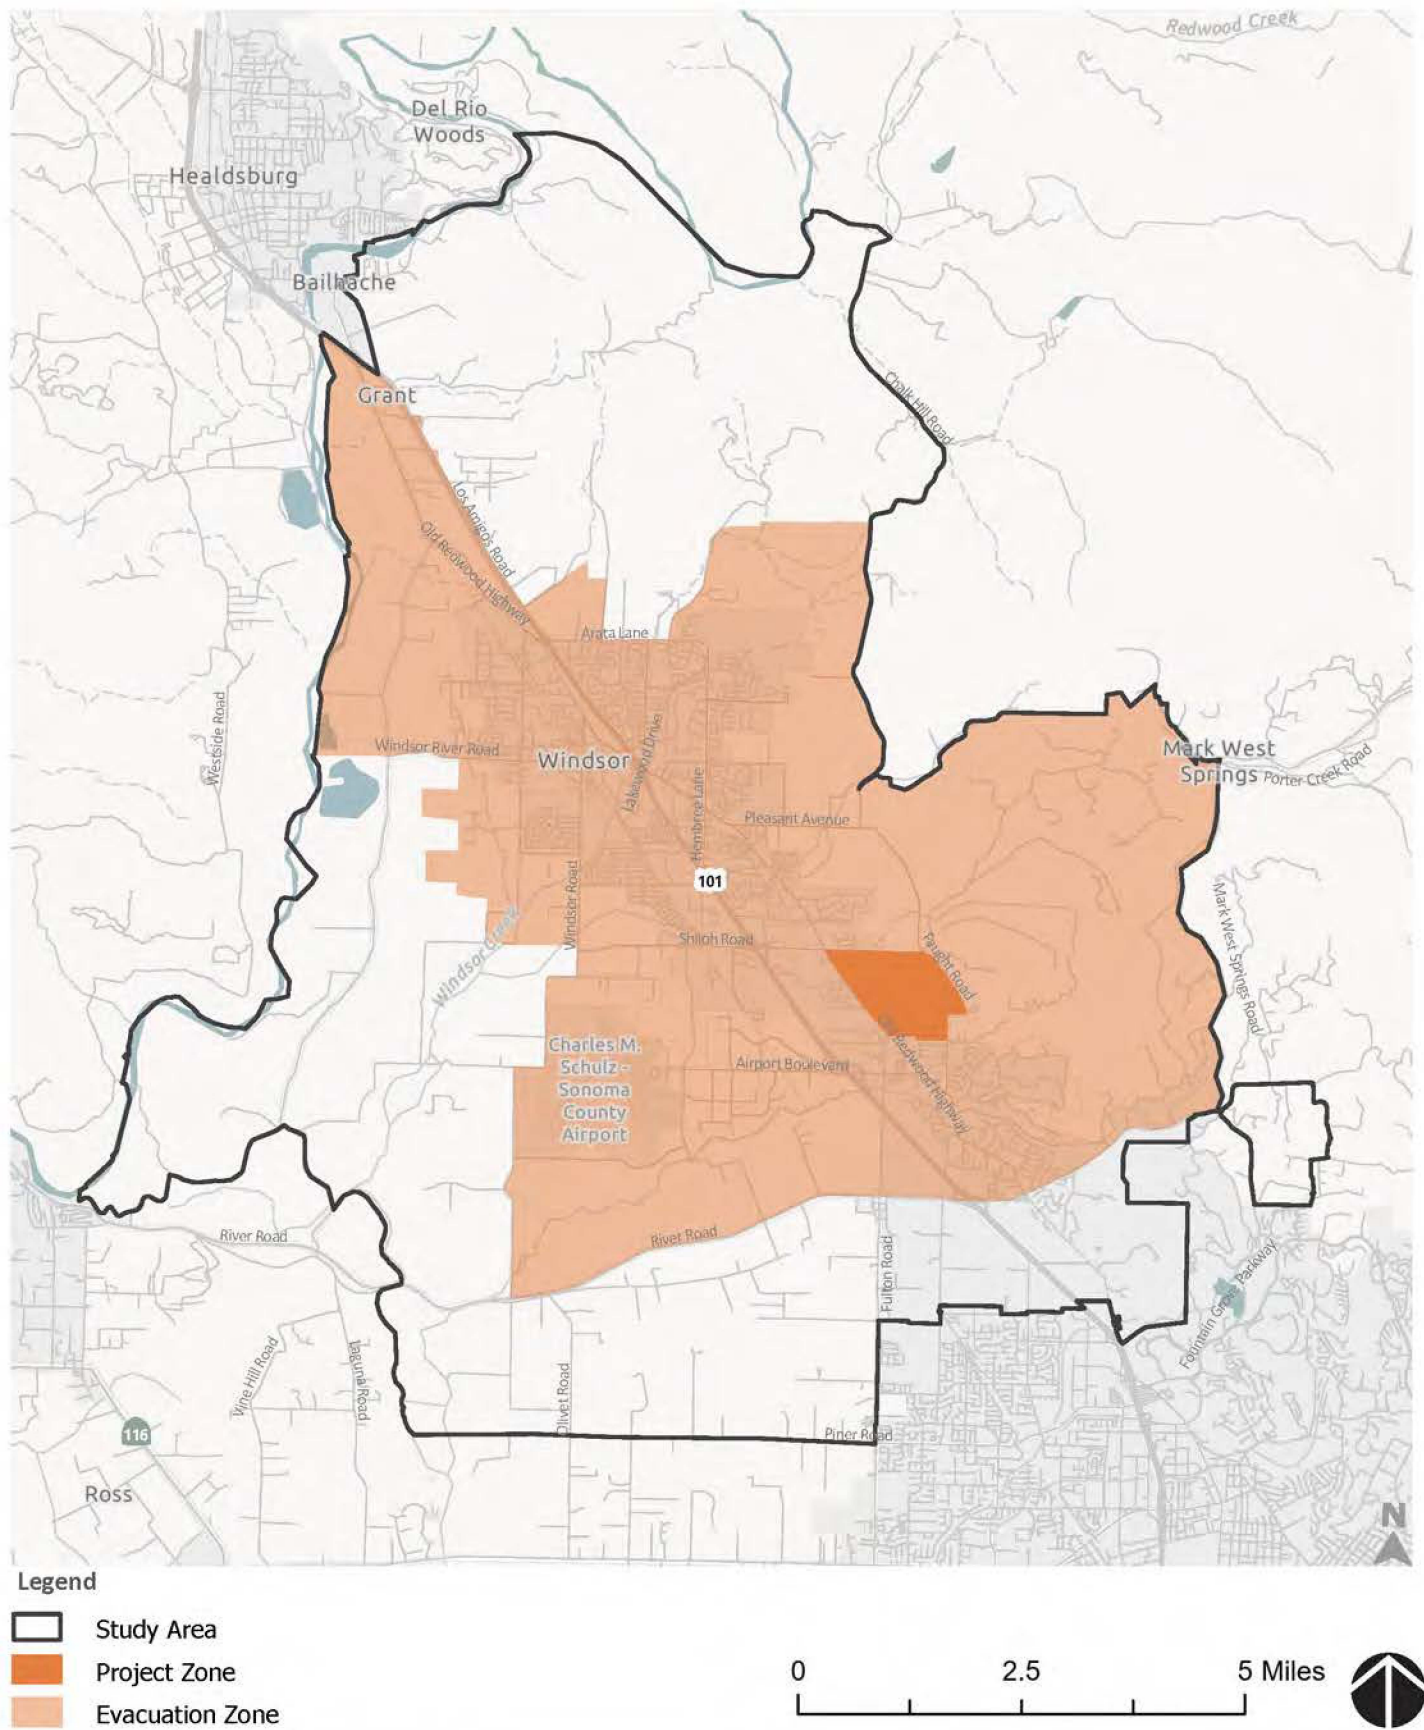 Redwood Creek
Del Rio
Woods
Healdsburg
Bailhache
Grant
Chalk Hill Road
Los Amigos Road
Old Redwood Highway
Arata Lane
Westside Road
Windsor River Road
Windsor
Lakewood Drive
Hembree Lane
Mark West
Springs
Porter Creek Road
Pleasant Avenue
101
Windsor Road
Windsor Creek
Shiloh Road
Faught Road
Mark West Springs Road
Charles M.
Schulz -
Sonoma
County
Airport
Airport Boulevard
Old Redwood Highway
River Road
River Road
Fulton Road
Fountain Grove Parkway
Vine Hill Road
Laguna Road
Olivet Road
Piner Road
116
Ross
N
Legend
Study Area
Project Zone
Evacuation Zone
0 2.5 5 Miles